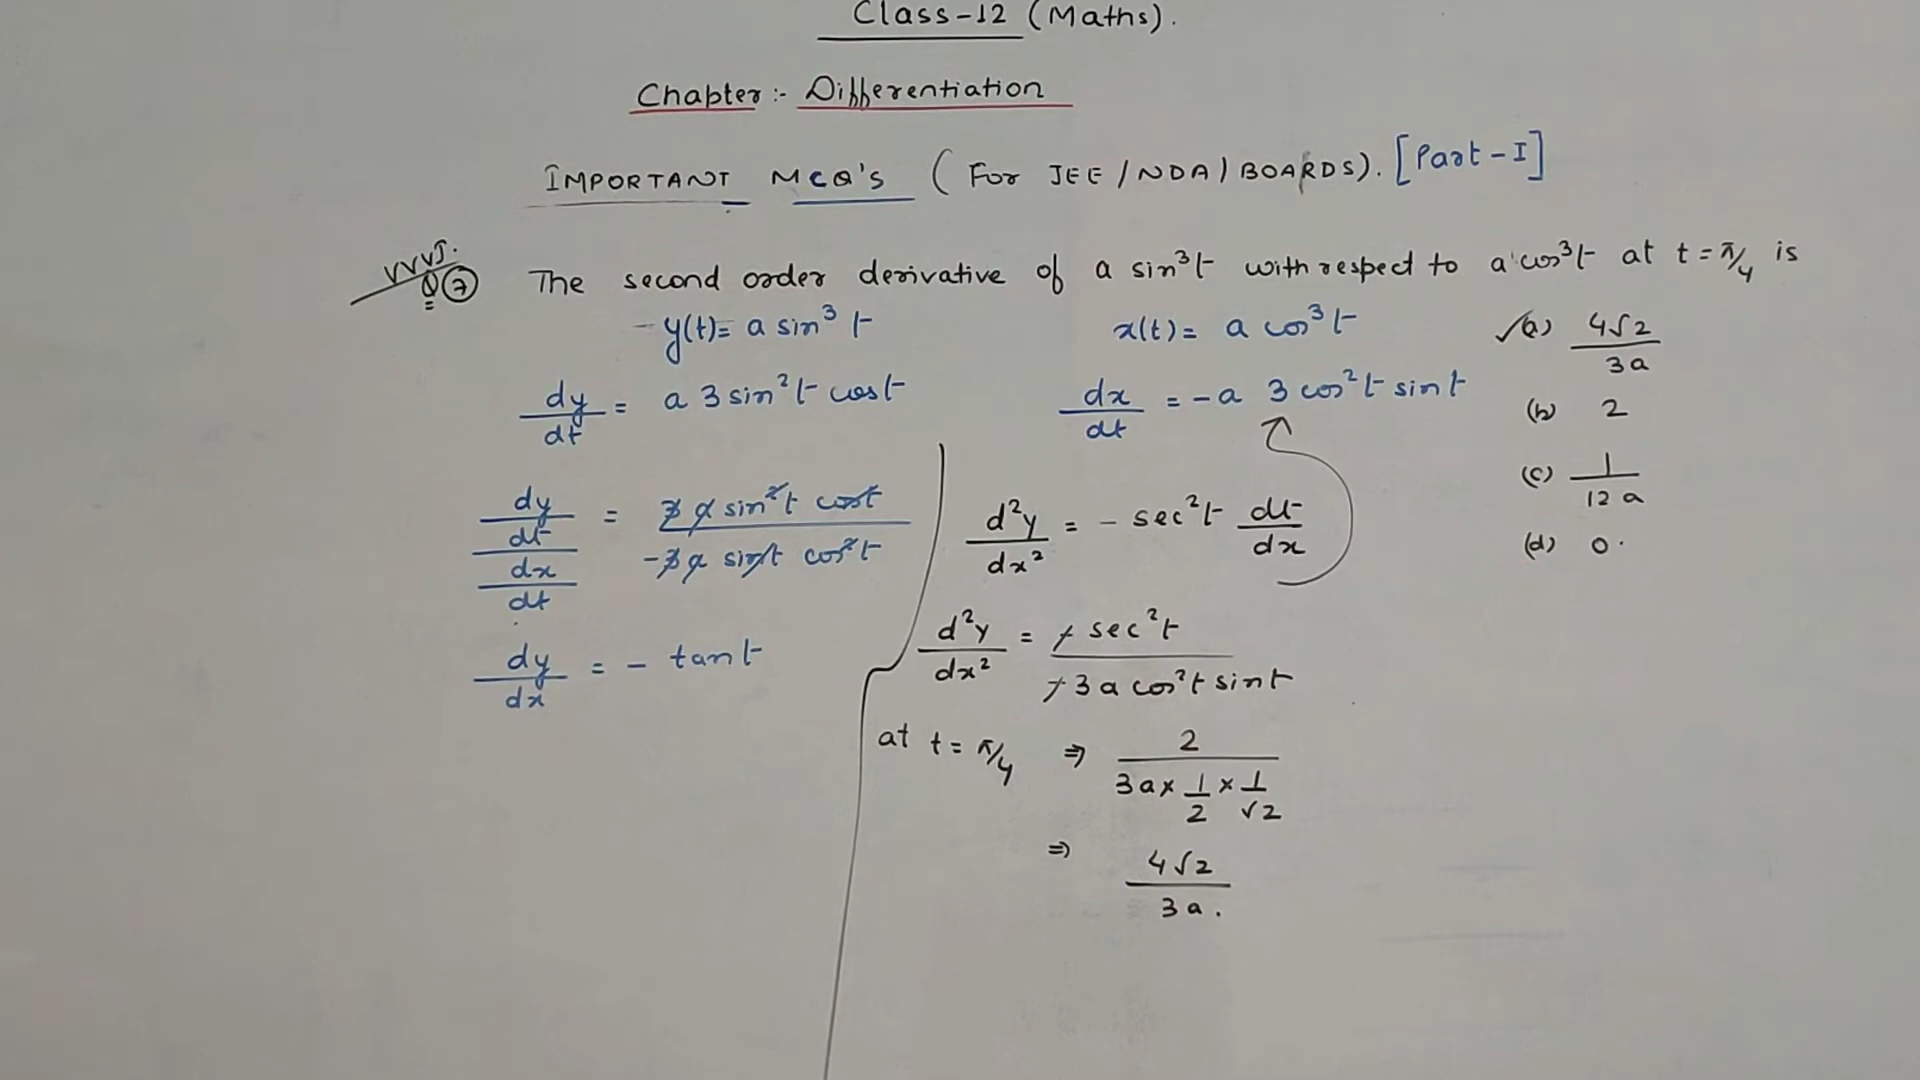 Class-12 (Maths).
Chapter:- Differentiation
IMPORTANT MCQ's (For JEE/NDA/BOARDS). [Part-I]
VVVI.
Q 7 The second order derivative of a sin³t with respect to a cos³t at t = π/4 is
y(t) = a sin³ t
x(t) = a cos³t
(a) 4√2 / 3a
dy/dt = a 3 sin²t cost
dx/dt = -a 3 cos²t sint
(b) 2
(c) 1 / 12a
(d) 0.
dy/dt / dx/dt = 3 a sin²t cost / -3a sint cos²t
d²y/dx² = - sec²t dt/dx
dy/dx = - tant
d²y/dx² = - sec²t / -3a cos²t sint
at t = π/4 ⇒ 2 / 3a × 1/2 × 1/√2
⇒ 4√2 / 3a.